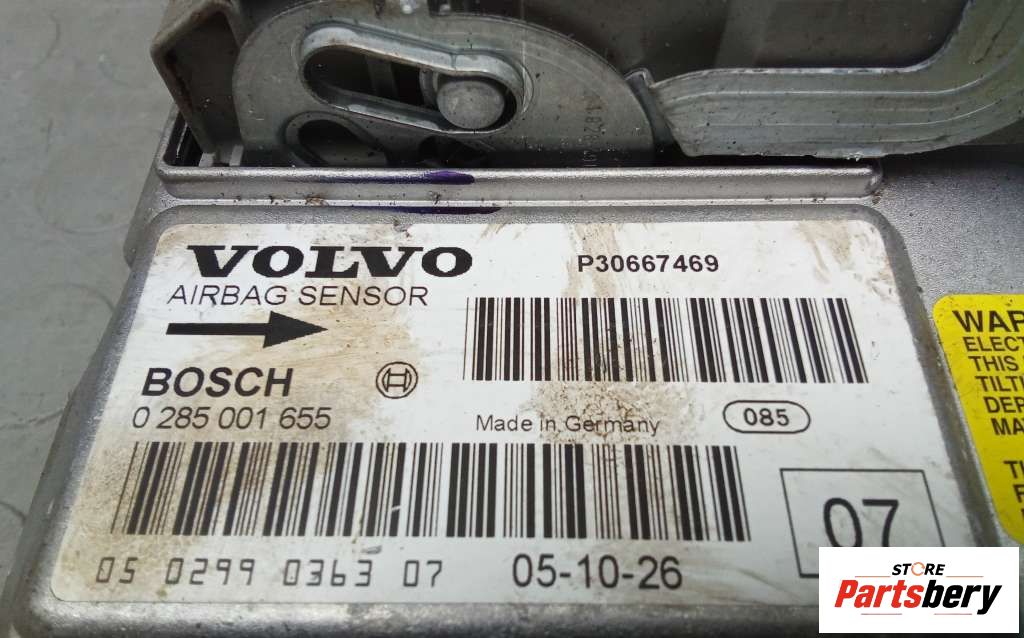 VOLVO
P30667469
AIRBAG SENSOR
BOSCH
0 285 001 655
Made in Germany
085
07
05 0299 0363 07
05-10-26
WAR
ELECT
THIS
TILTI
DEP
MA
STORE
Partsbery